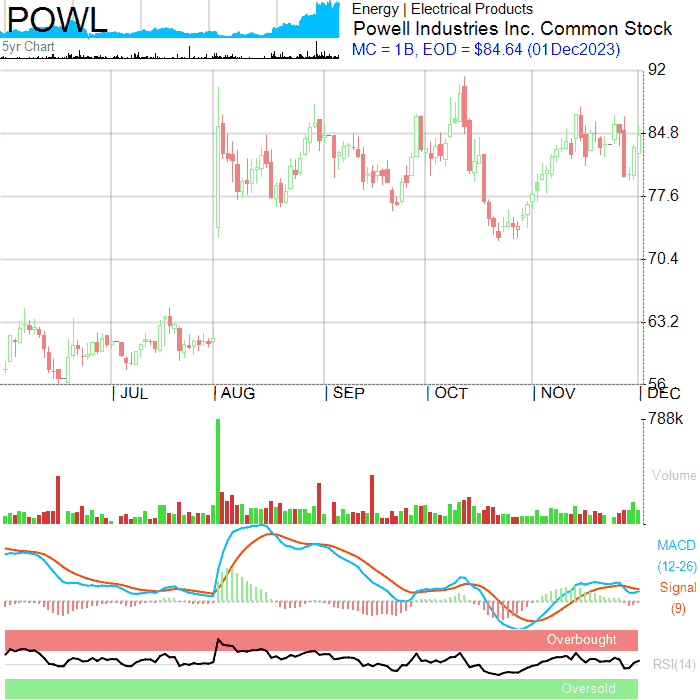 POWL
5yr Chart
Energy | Electrical Products
Powell Industries Inc. Common Stock
MC = 1B, EOD = $84.64 (01Dec2023)
92
84.8
77.6
70.4
63.2
56
JUL AUG SEP OCT NOV DEC
788k
Volume
MACD
(12-26)
Signal
(9)
Overbought
RSI(14)
Oversold